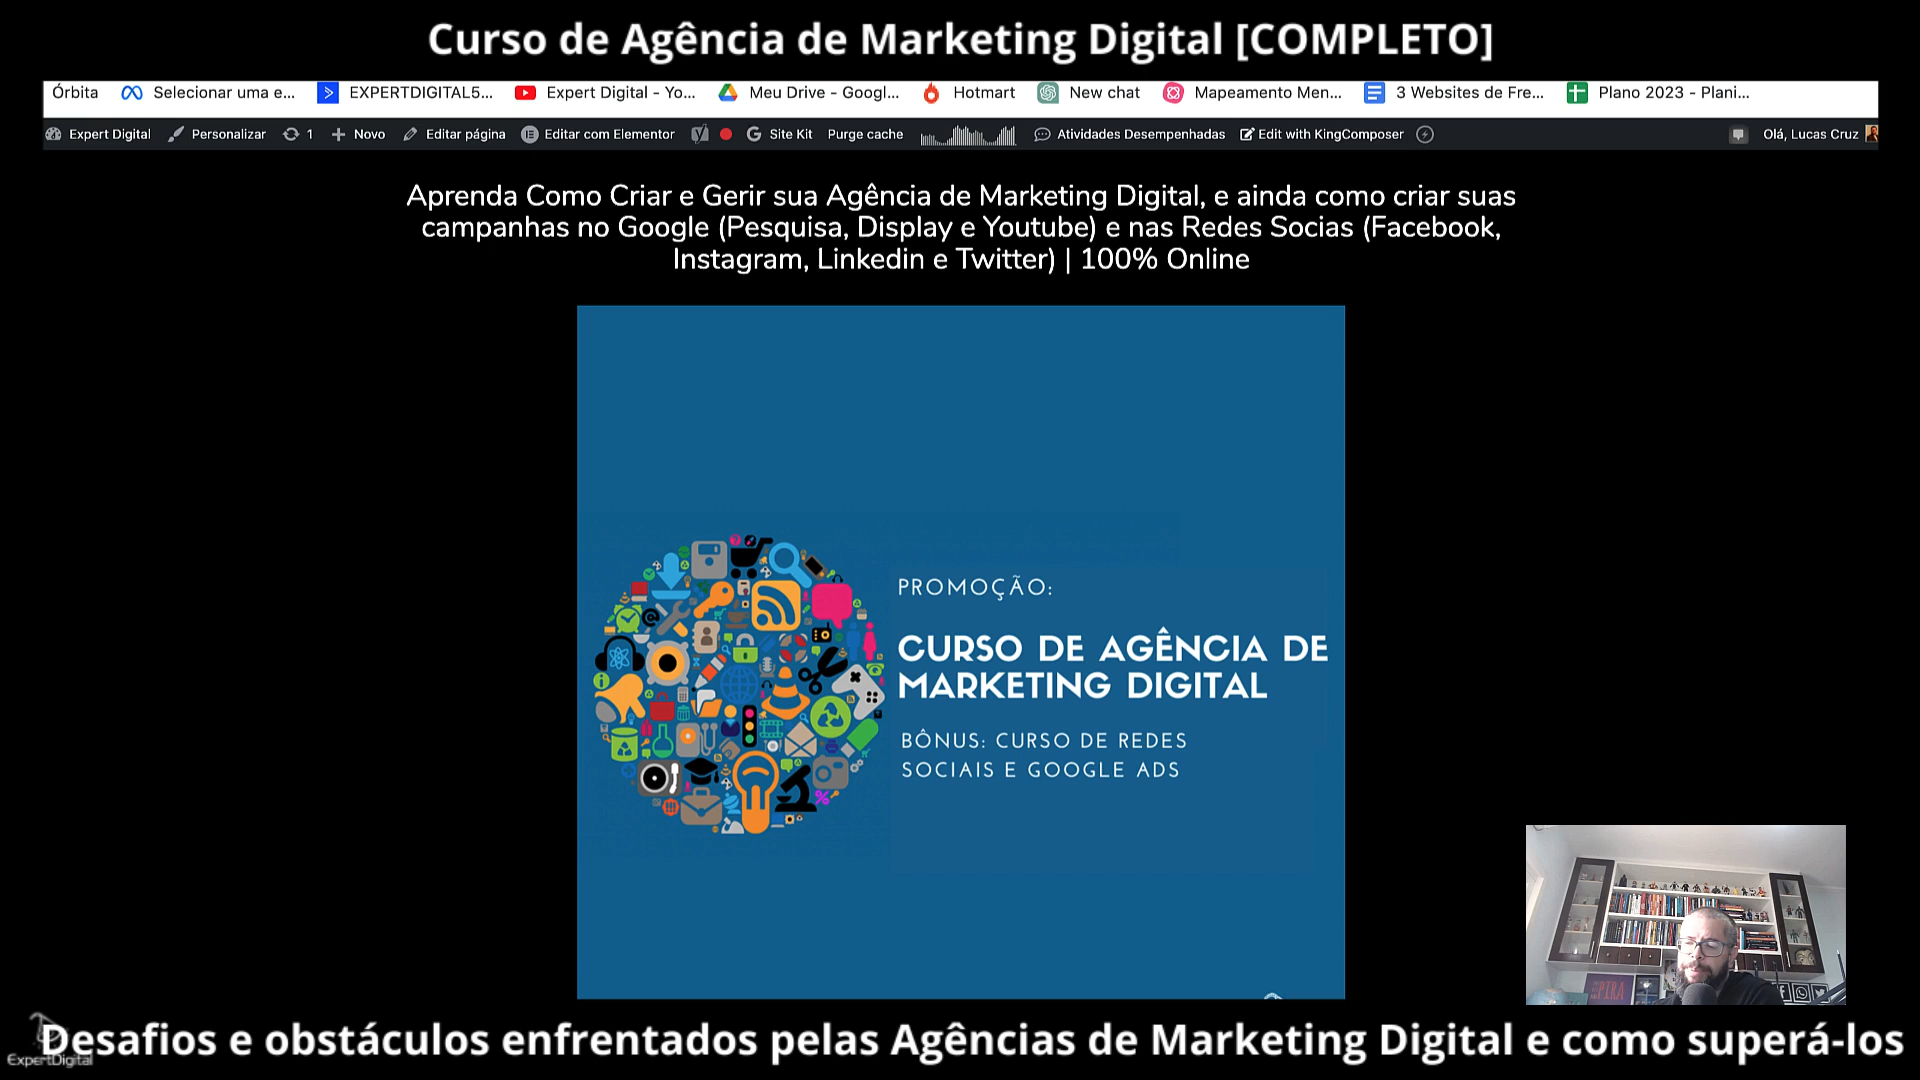 Curso de Agência de Marketing Digital [COMPLETO]
Órbita Selecionar uma e... EXPERTDIGITAL5... Expert Digital - Yo... Meu Drive - Googl... Hotmart New chat Mapeamento Men... 3 Websites de Fre... Plano 2023 - Plani...
Expert Digital Personalizar 1 Novo Editar página Editar com Elementor Site Kit Purge cache Atividades Desempenhadas Edit with KingComposer Olá, Lucas Cruz
Aprenda Como Criar e Gerir sua Agência de Marketing Digital, e ainda como criar suas
campanhas no Google (Pesquisa, Display e Youtube) e nas Redes Socias (Facebook,
Instagram, Linkedin e Twitter) | 100% Online
PROMOÇÃO:
CURSO DE AGÊNCIA DE
MARKETING DIGITAL
BÔNUS: CURSO DE REDES
SOCIAIS E GOOGLE ADS
Desafios e obstáculos enfrentados pelas Agências de Marketing Digital e como superá-los
ExpertDigital